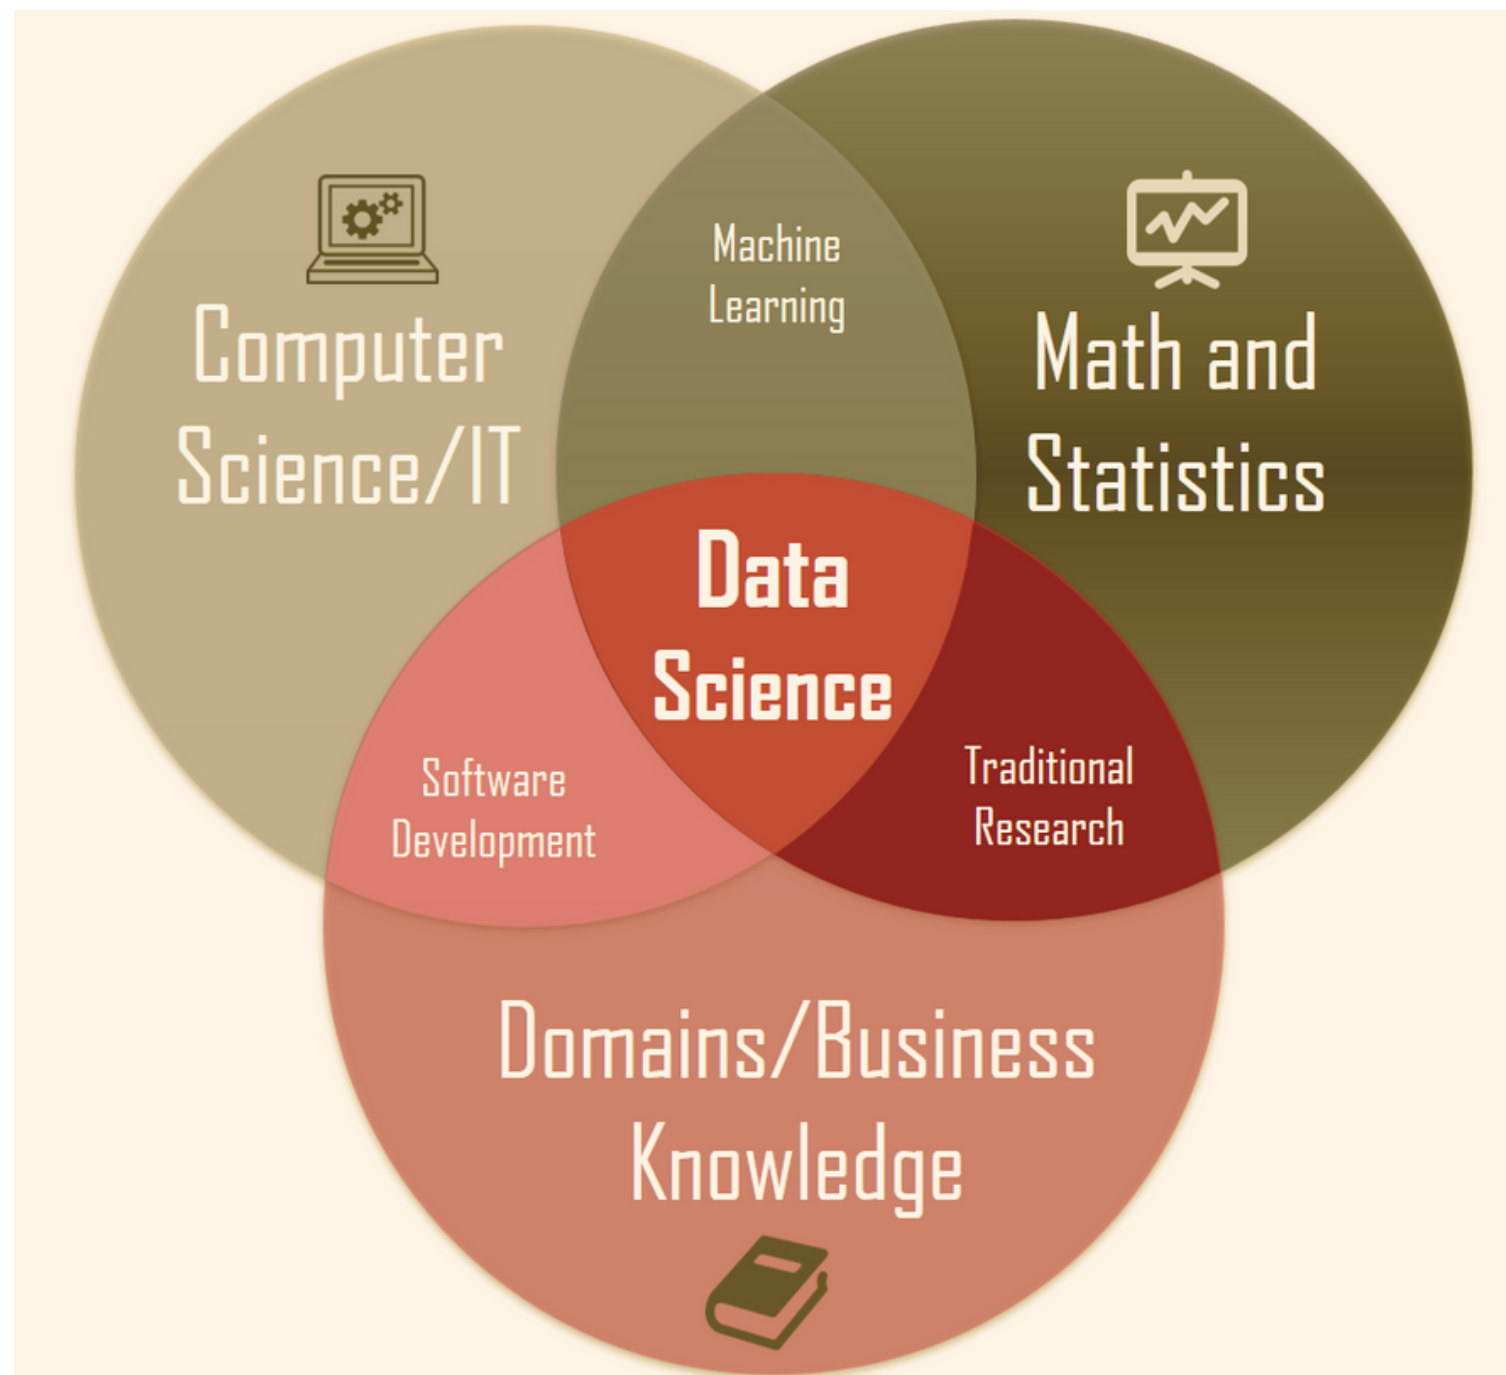 Machine
Learning
Computer
Science/IT
Math and
Statistics
Data
Science
Software
Development
Traditional
Research
Domains/Business
Knowledge